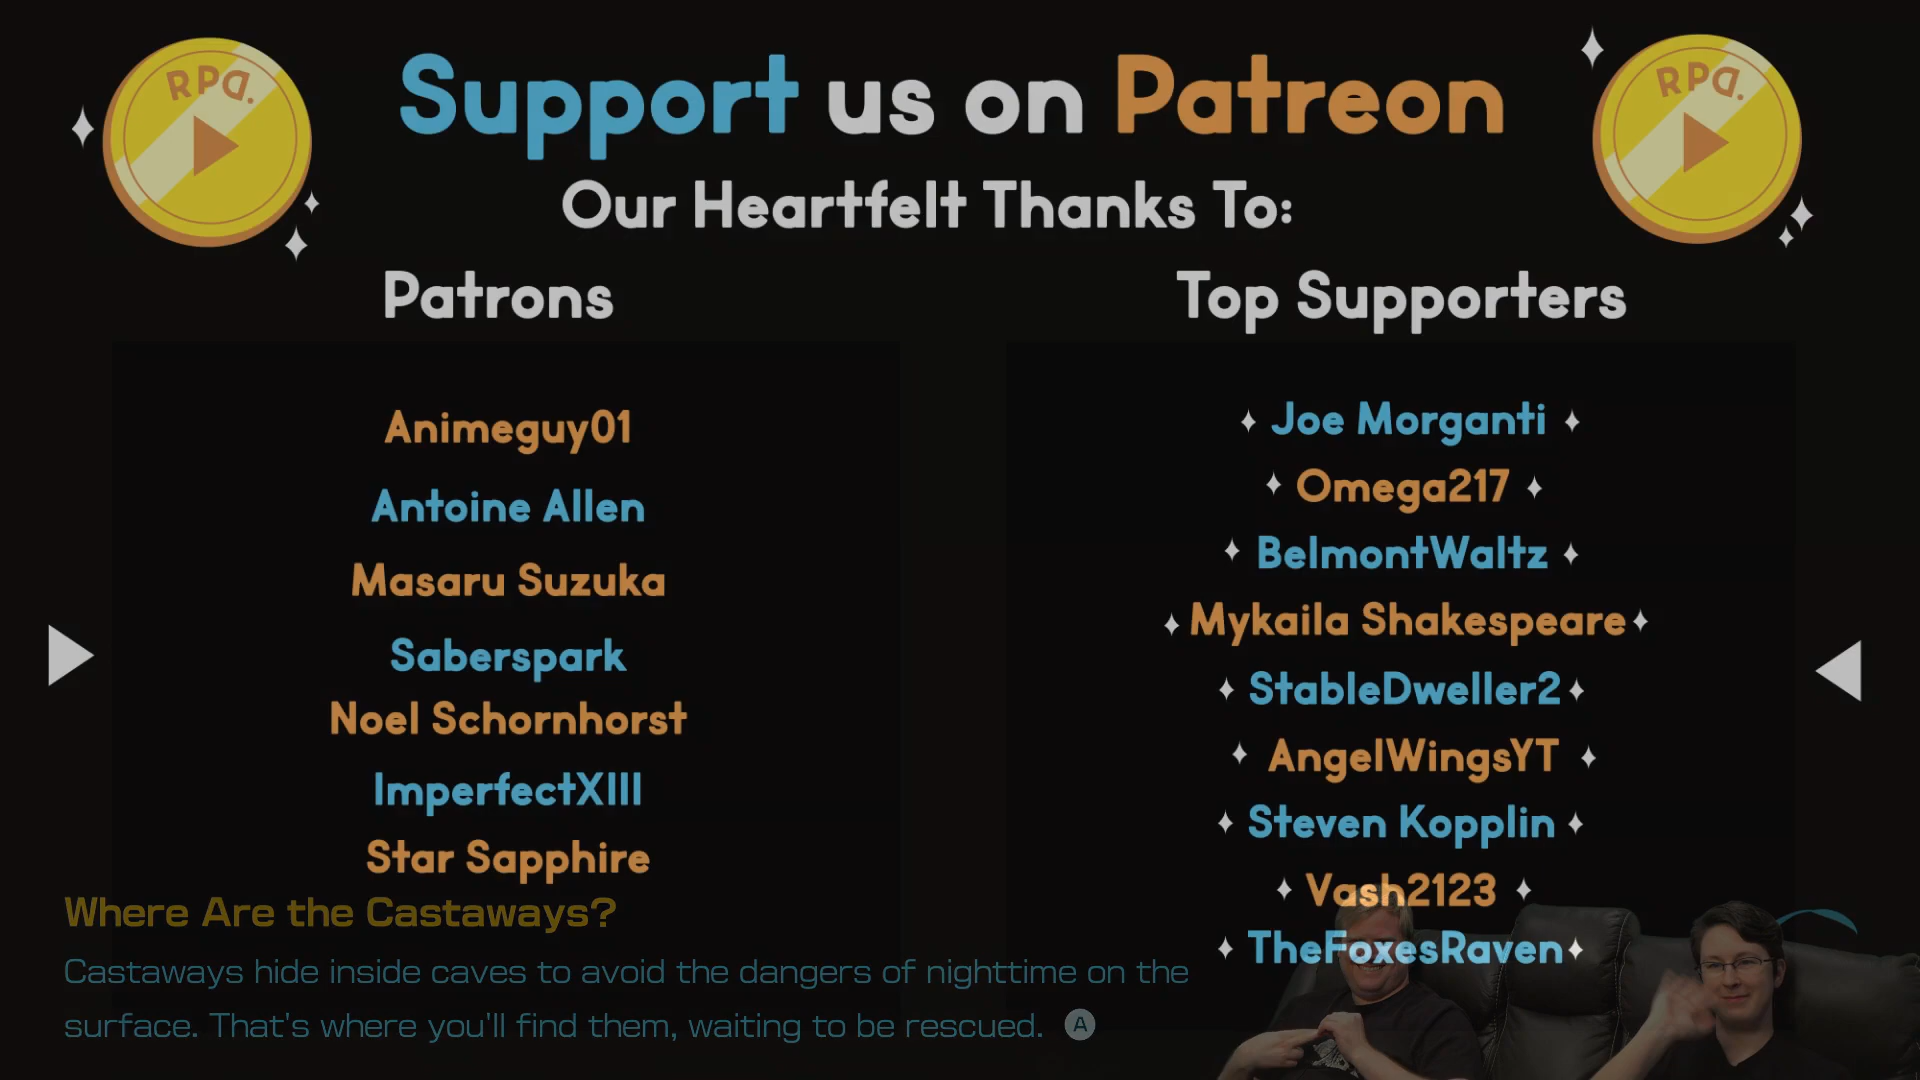 RPD.
Support us on Patreon
RPD.
Our Heartfelt Thanks To:
Patrons
Top Supporters
Animeguy01
Antoine Allen
Masaru Suzuka
Saberspark
Noel Schornhorst
ImperfectXIII
Star Sapphire
Joe Morganti
Omega217
BelmontWaltz
Mykaila Shakespeare
StableDweller2
AngelWingsYT
Steven Kopplin
Vash2123
TheFoxesRaven
Where Are the Castaways?
Castaways hide inside caves to avoid the dangers of nighttime on the
surface. That's where you'll find them, waiting to be rescued. A